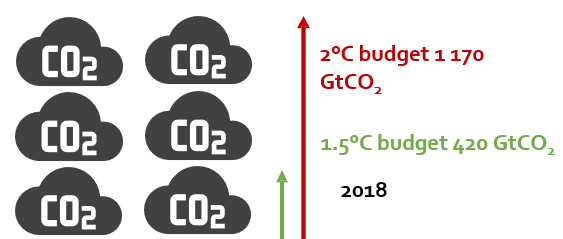 CO2 CO2
2°C budget 1 170
GtCO₂
CO2 CO2
1.5°C budget 420 GtCO₂
2018
CO2 CO2